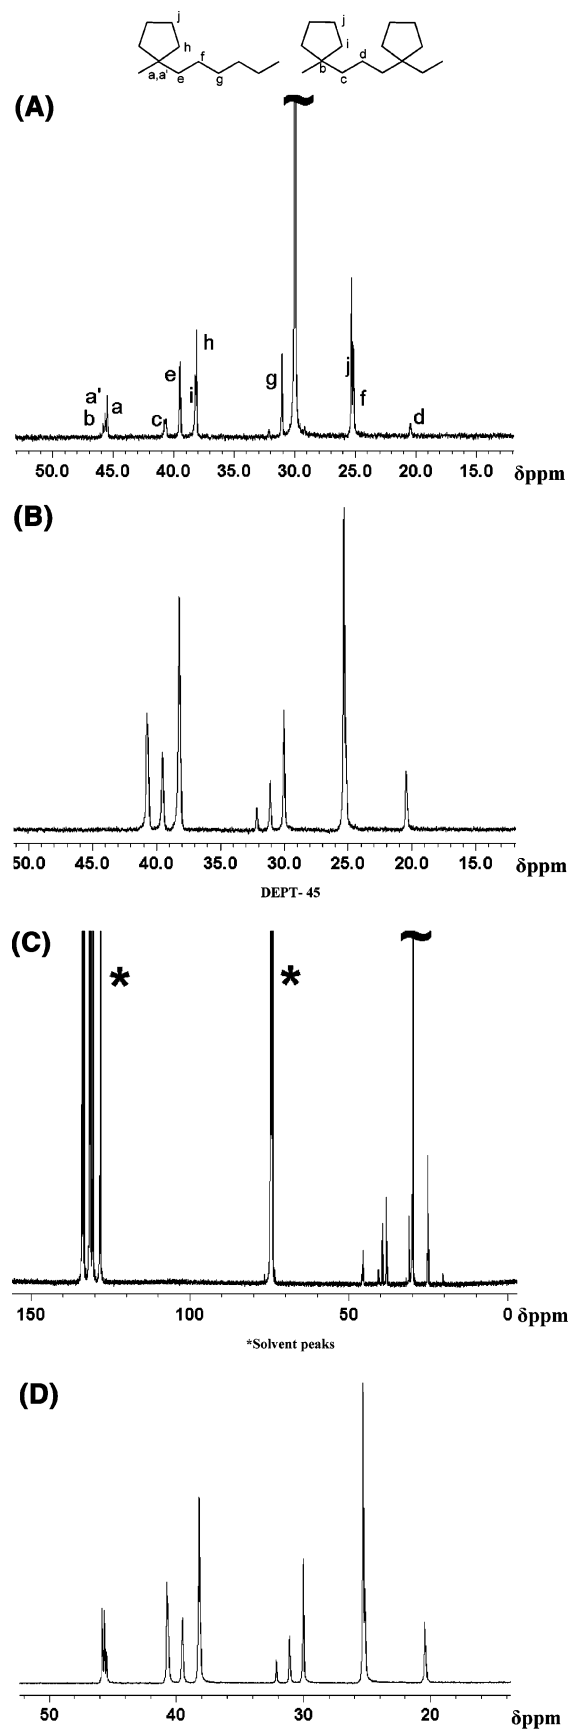 j j
h i
f d
a,a' e g b c
(A)
h
e
a' i g j
b a c f d
50.0 45.0 40.0 35.0 30.0 25.0 20.0 15.0 δppm
(B)
50.0 45.0 40.0 35.0 30.0 25.0 20.0 15.0 δppm
DEPT- 45
(C)
* *
150 100 50 0 δppm
*Solvent peaks
(D)
50 40 30 20 δppm